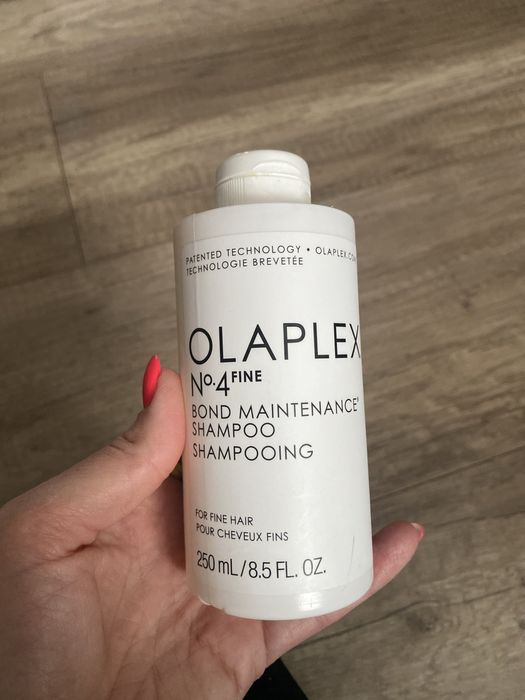 PATENTED TECHNOLOGY • OLAPLEX.COM
TECHNOLOGIE BREVETÉE
OLAPLEX
Nº.4FINE
BOND MAINTENANCE®
SHAMPOO
SHAMPOOING
FOR FINE HAIR
POUR CHEVEUX FINS
250 mL/8.5 FL. OZ.